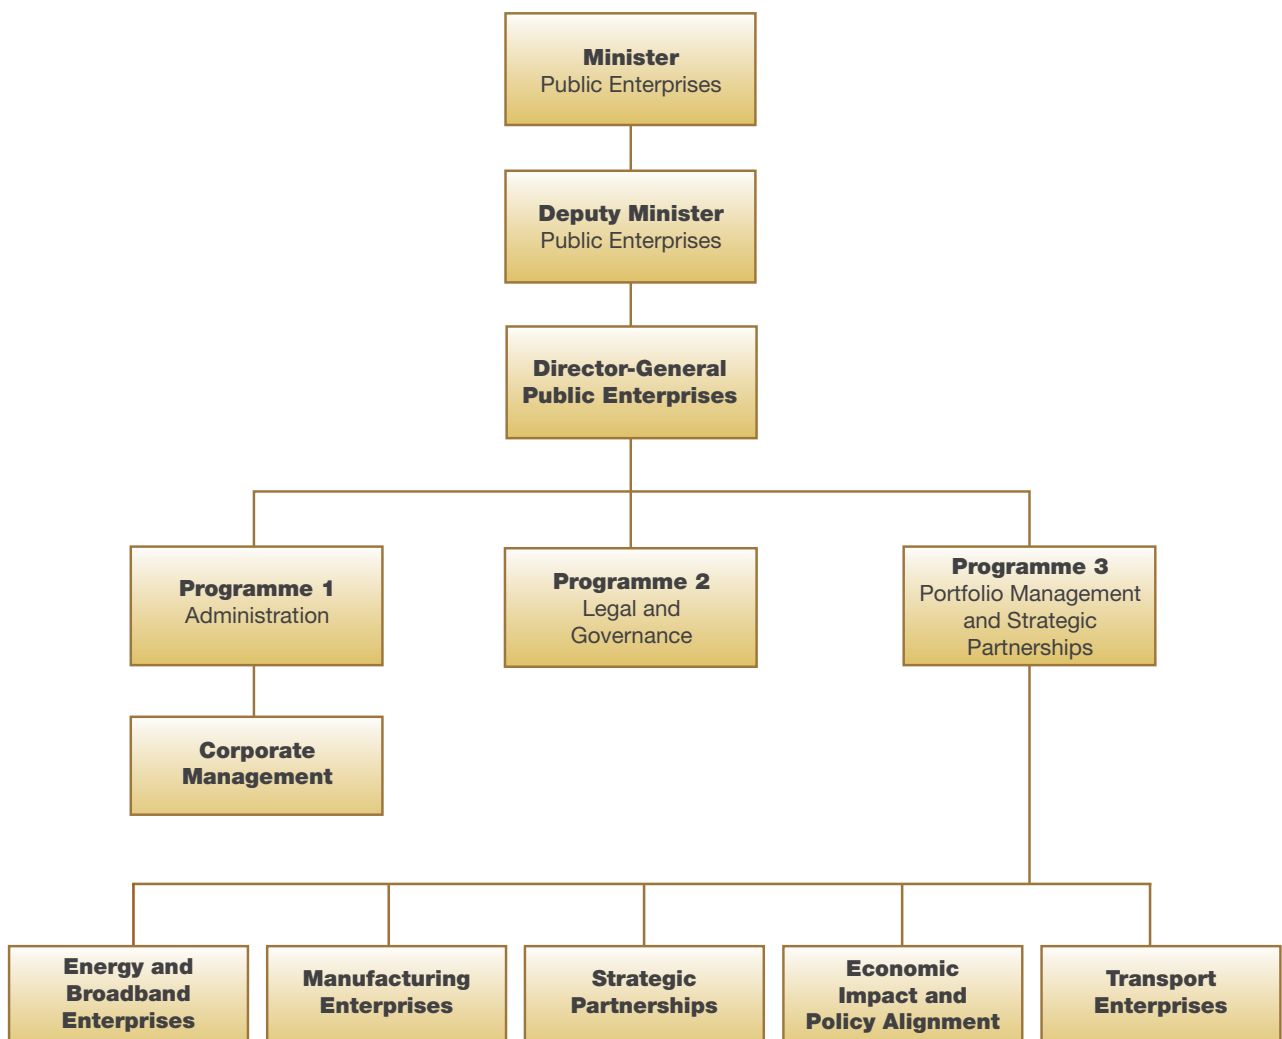 Minister
Public Enterprises
Deputy Minister
Public Enterprises
Director-General
Public Enterprises
Programme 1
Administration
Programme 2
Legal and
Governance
Programme 3
Portfolio Management
and Strategic
Partnerships
Corporate
Management
Energy and
Broadband
Enterprises
Manufacturing
Enterprises
Strategic
Partnerships
Economic
Impact and
Policy Alignment
Transport
Enterprises